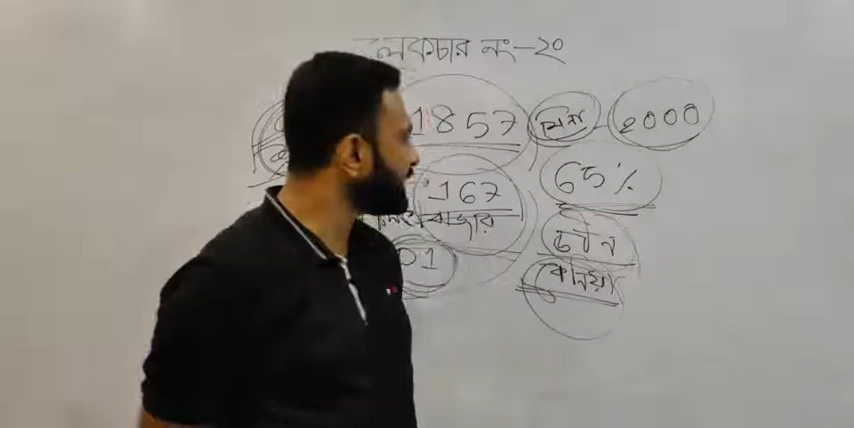 লেকচার নং-২০
1857 মিশর 2000
167 65%
বাজার চীন
01 কেনিয়া